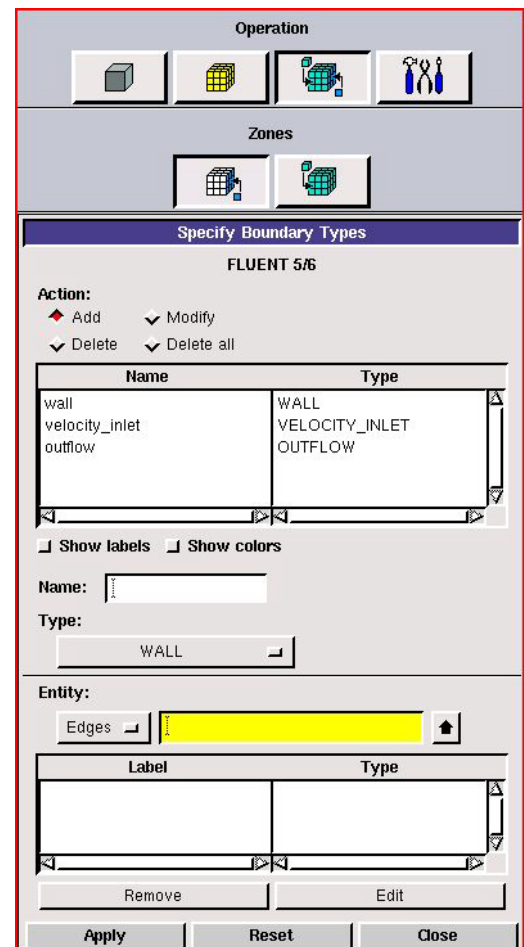 Operation
Zones
Specify Boundary Types
FLUENT 5/6
Action:
Add Modify
Delete Delete all
Name Type
wall WALL
velocity_inlet VELOCITY_INLET
outflow OUTFLOW
Show labels Show colors
Name:
Type:
WALL
Entity:
Edges
Label Type
Remove Edit
Apply Reset Close